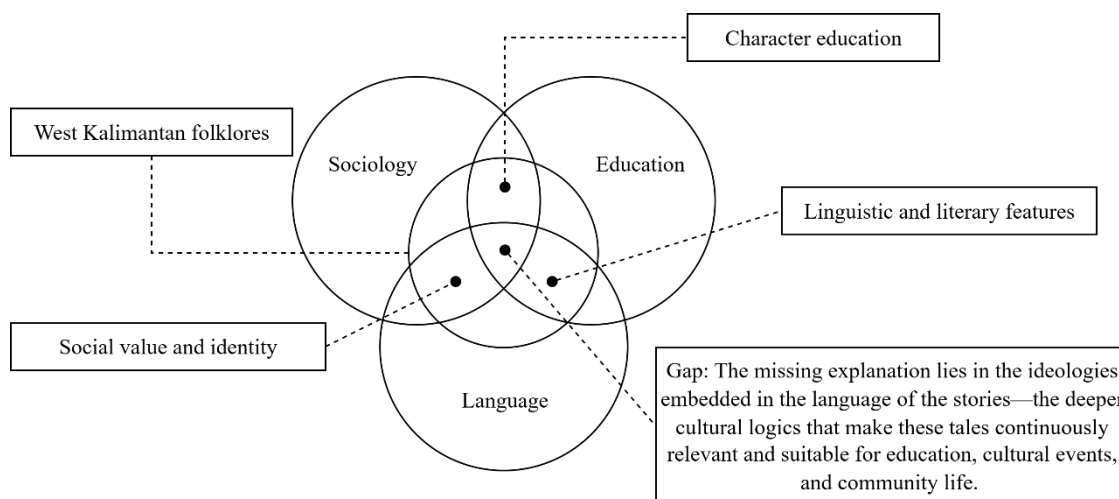 Character education
West Kalimantan folklores
Sociology
Education
Linguistic and literary features
Social value and identity
Language
Gap: The missing explanation lies in the ideologies
embedded in the language of the stories—the deeper
cultural logics that make these tales continuously
relevant and suitable for education, cultural events,
and community life.